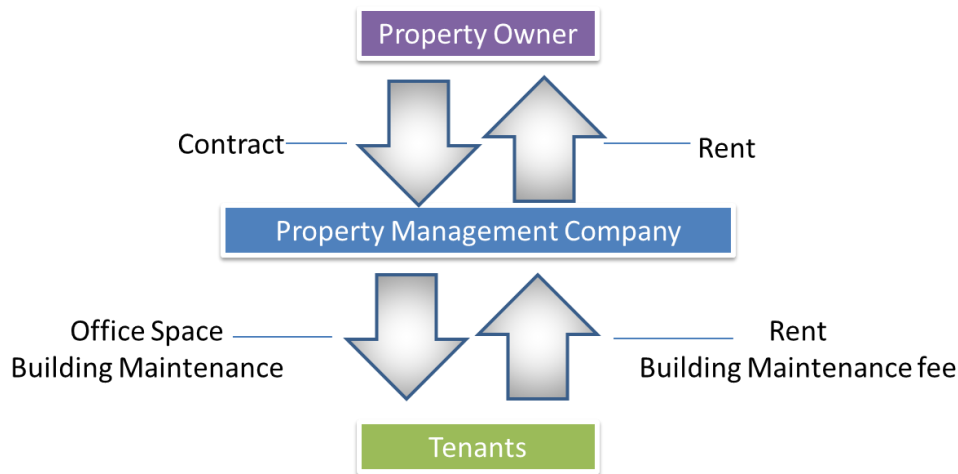 Property Owner
Contract
Rent
Property Management Company
Office Space
Building Maintenance
Rent
Building Maintenance fee
Tenants